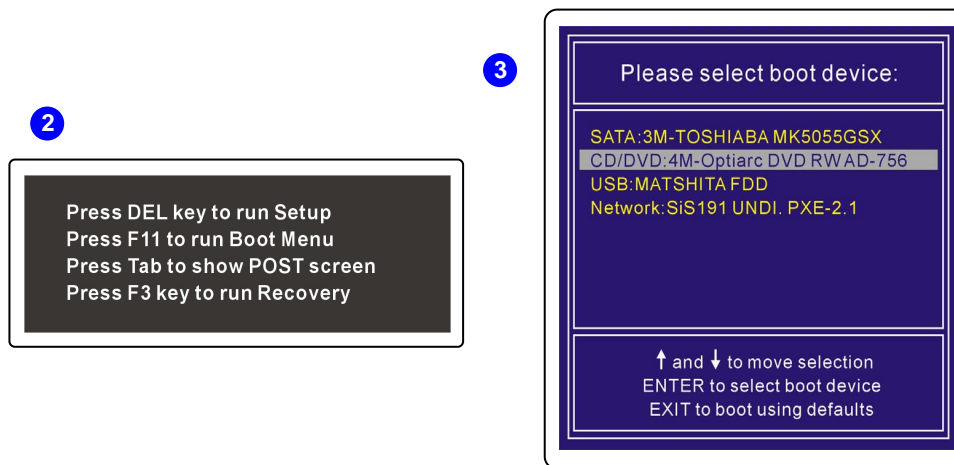 2
Press DEL key to run Setup
Press F11 to run Boot Menu
Press Tab to show POST screen
Press F3 key to run Recovery
3
Please select boot device:
SATA:3M-TOSHIABA MK5055GSX
CD/DVD:4M-Optiarc DVD RW AD-756
USB:MATSHITA FDD
Network:SiS191 UNDI. PXE-2.1
↑ and ↓ to move selection
ENTER to select boot device
EXIT to boot using defaults